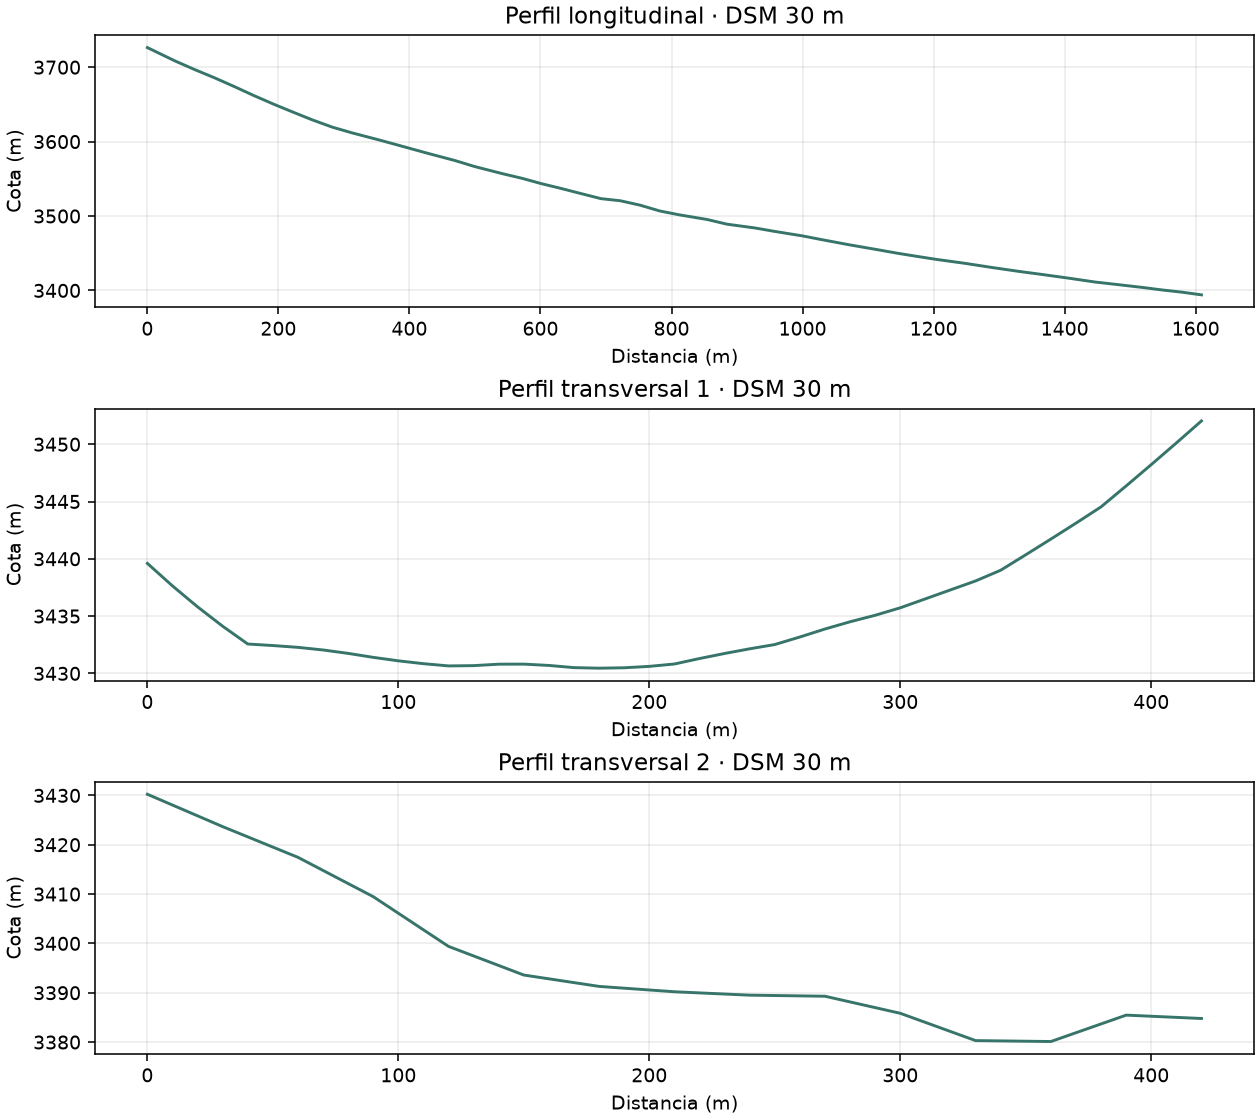 Perfil longitudinal · DSM 30 m
3700
3600
3500
3400
Cota (m)
0 200 400 600 800 1000 1200 1400 1600
Distancia (m)
Perfil transversal 1 · DSM 30 m
3450
3445
3440
3435
3430
Cota (m)
0 100 200 300 400
Distancia (m)
Perfil transversal 2 · DSM 30 m
3430
3420
3410
3400
3390
3380
Cota (m)
0 100 200 300 400
Distancia (m)